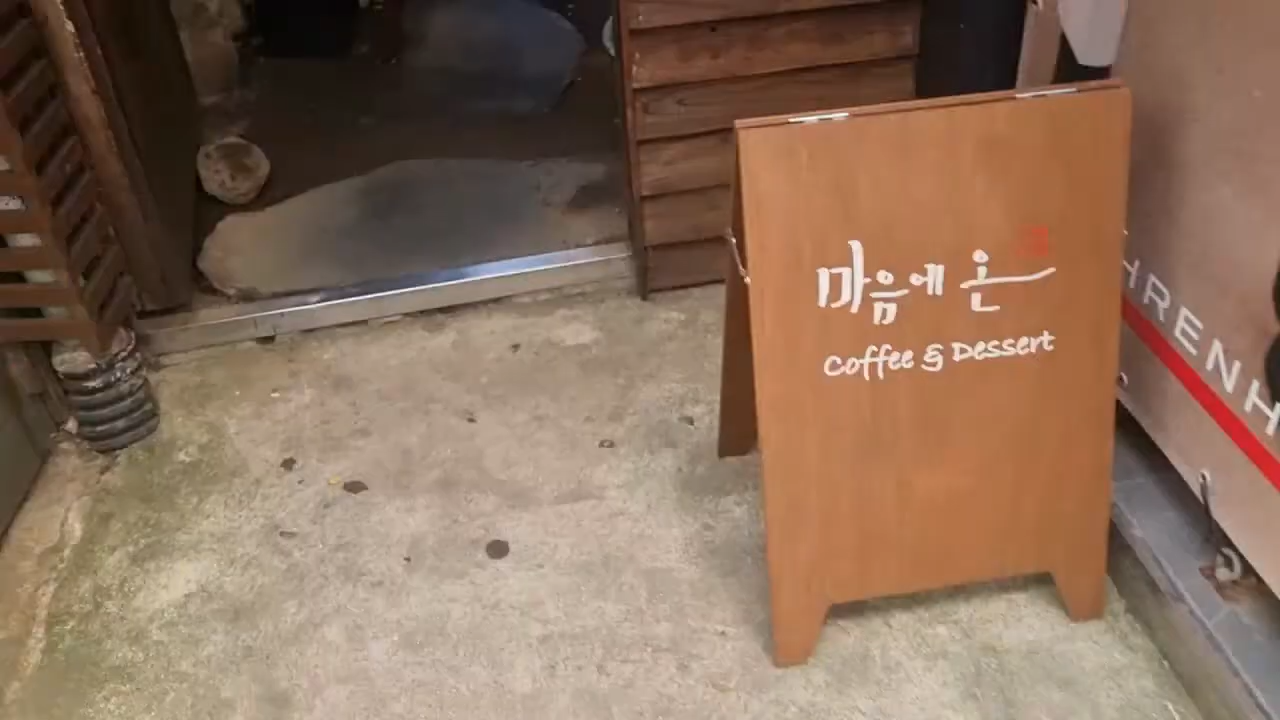 마음에 온
Coffee & Dessert
HRENH